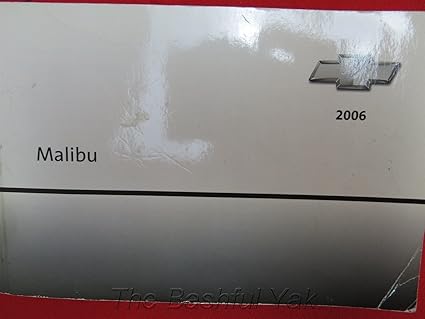 2006
Malibu
The Bashful Yak